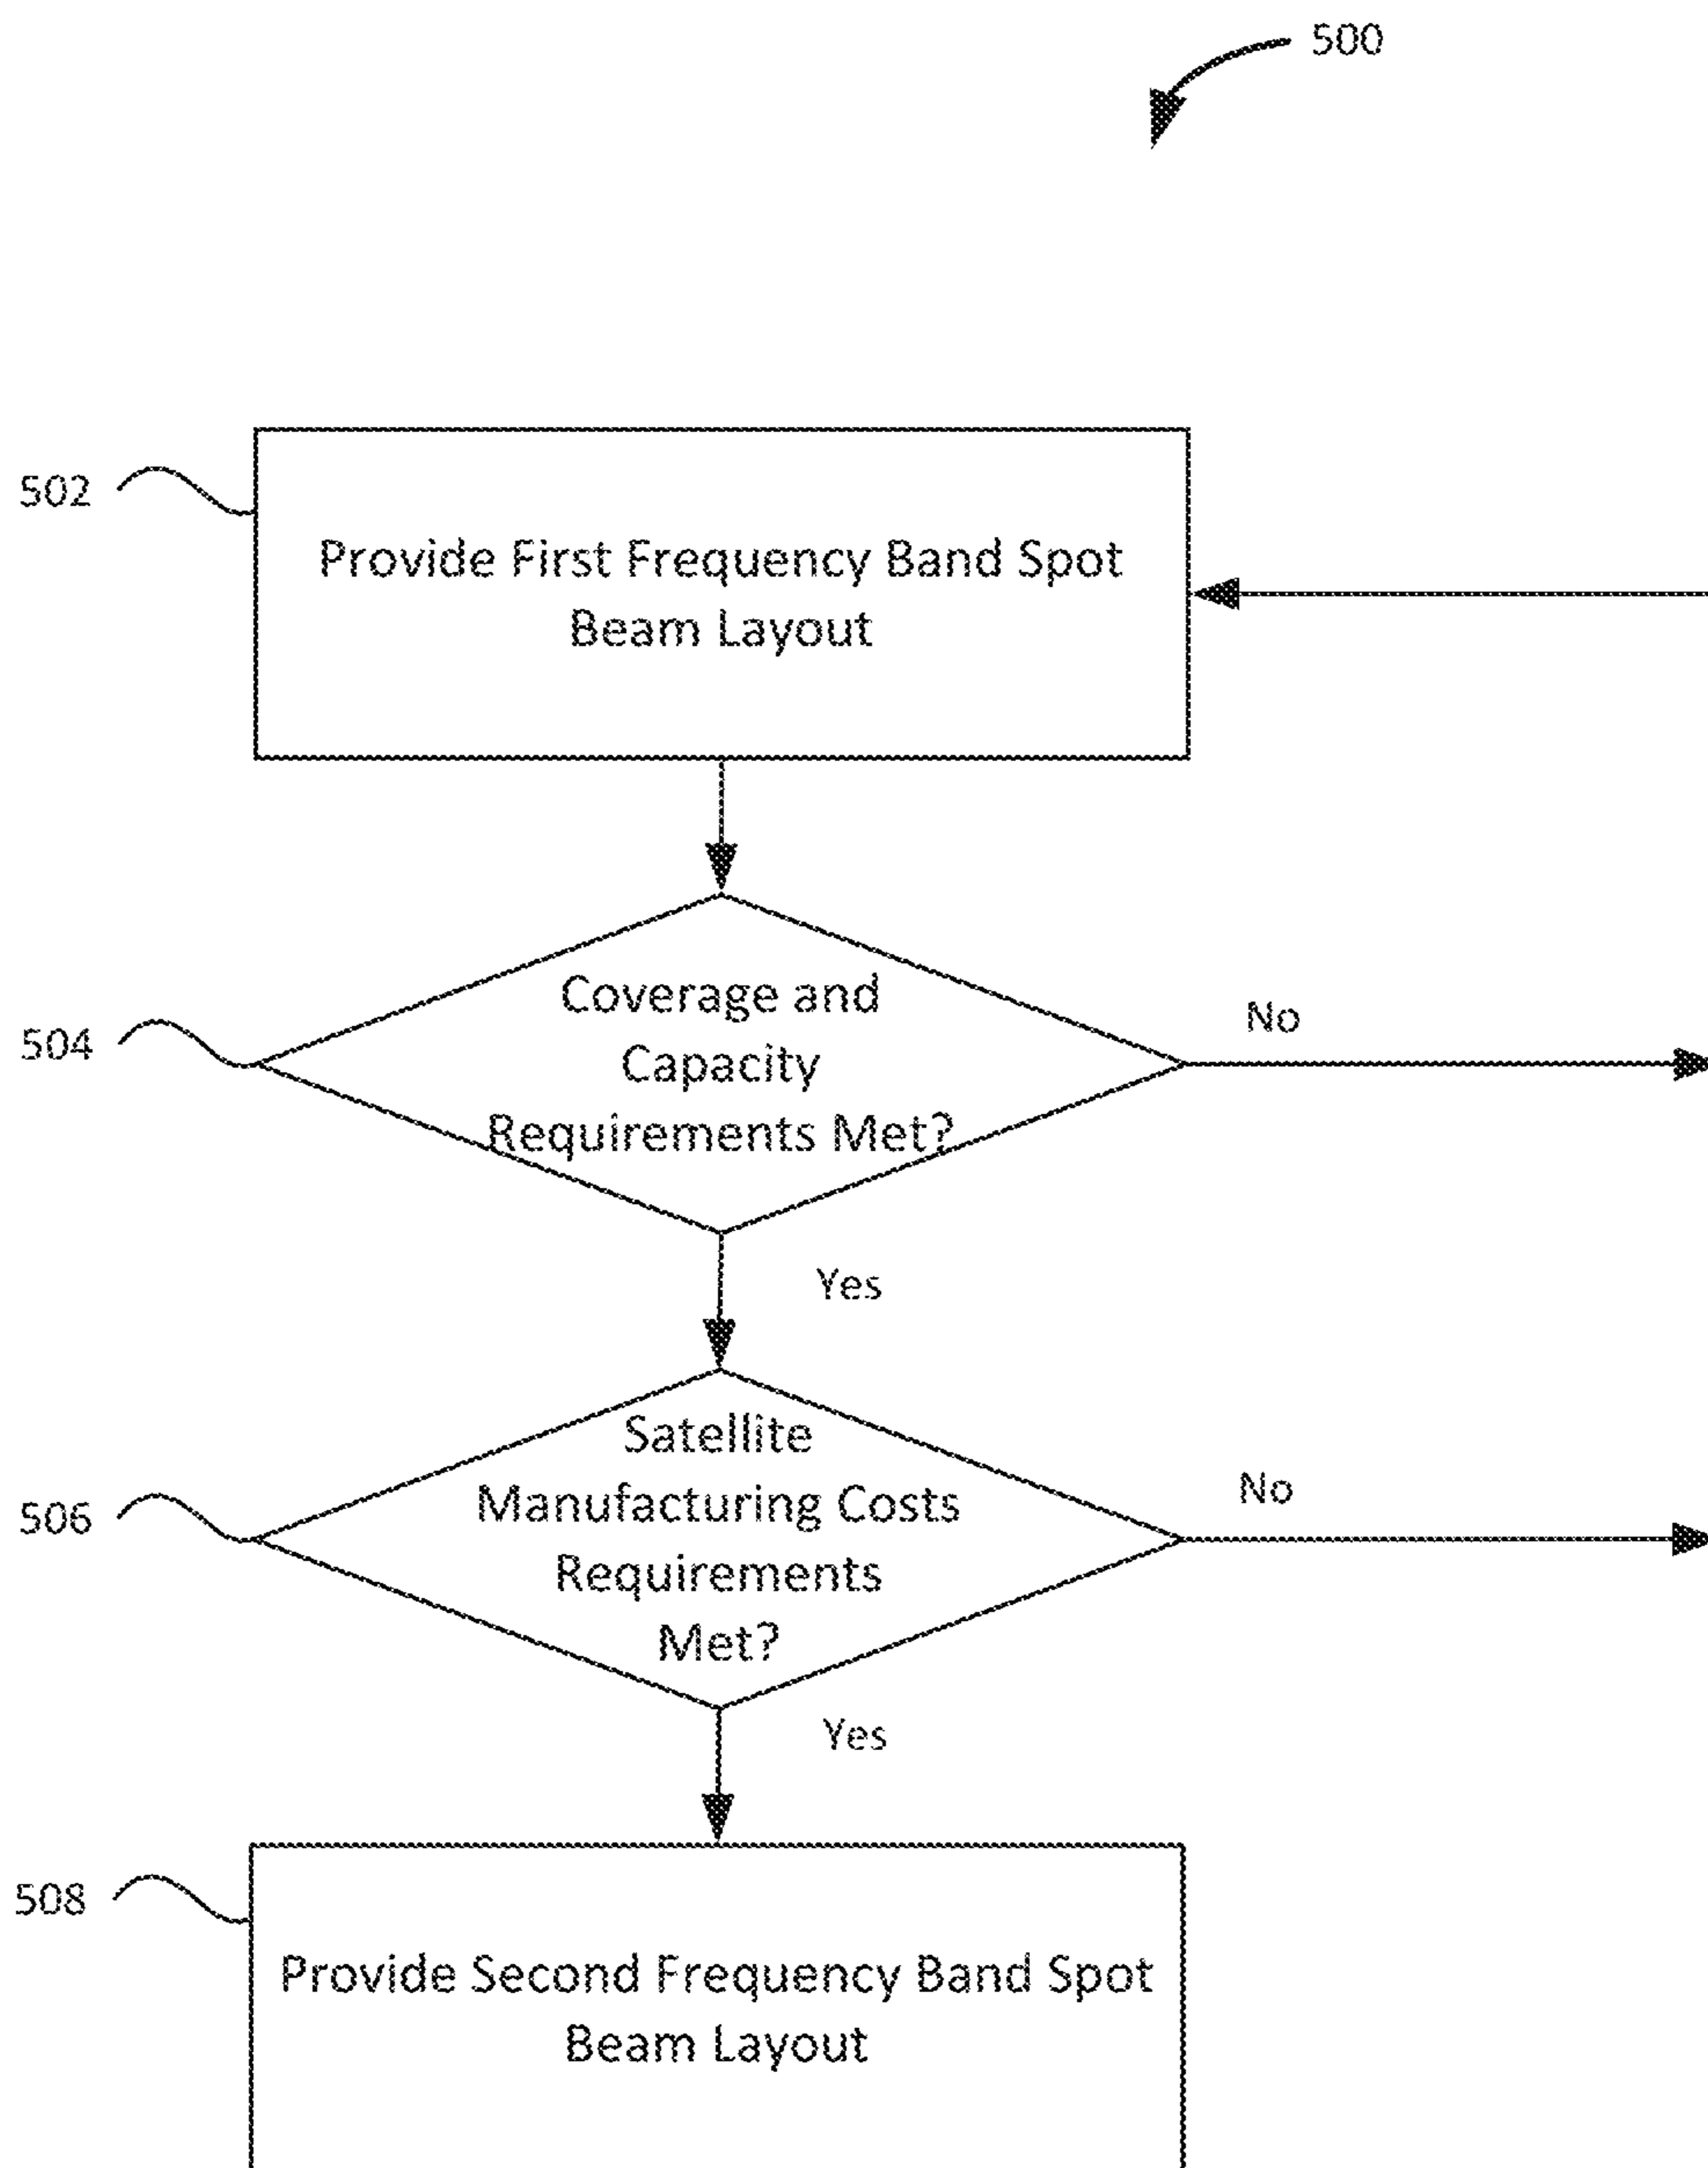 500
502
Provide First Frequency Band Spot
Beam Layout
504
Coverage and
Capacity
Requirements Met?
No
Yes
506
Satellite
Manufacturing Costs
Requirements
Met?
No
Yes
508
Provide Second Frequency Band Spot
Beam Layout